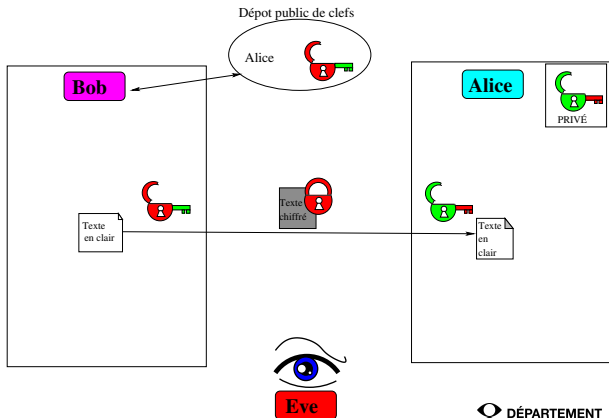 Dépot public de clefs
Alice
Bob
Alice
PRIVÉ
Texte
en clair
Texte
chiffré
Texte
en
clair
Eve
DÉPARTEMENT